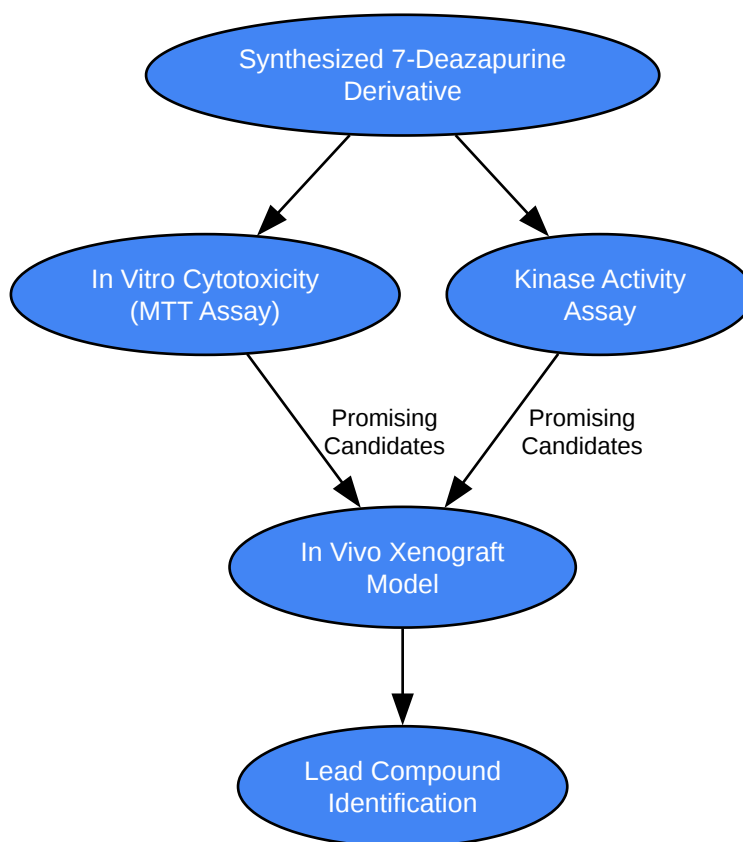 Synthesized 7-Deazapurine
Derivative
In Vitro Cytotoxicity
(MTT Assay)
Kinase Activity
Assay
Promising
Candidates
Promising
Candidates
In Vivo Xenograft
Model
Lead Compound
Identification